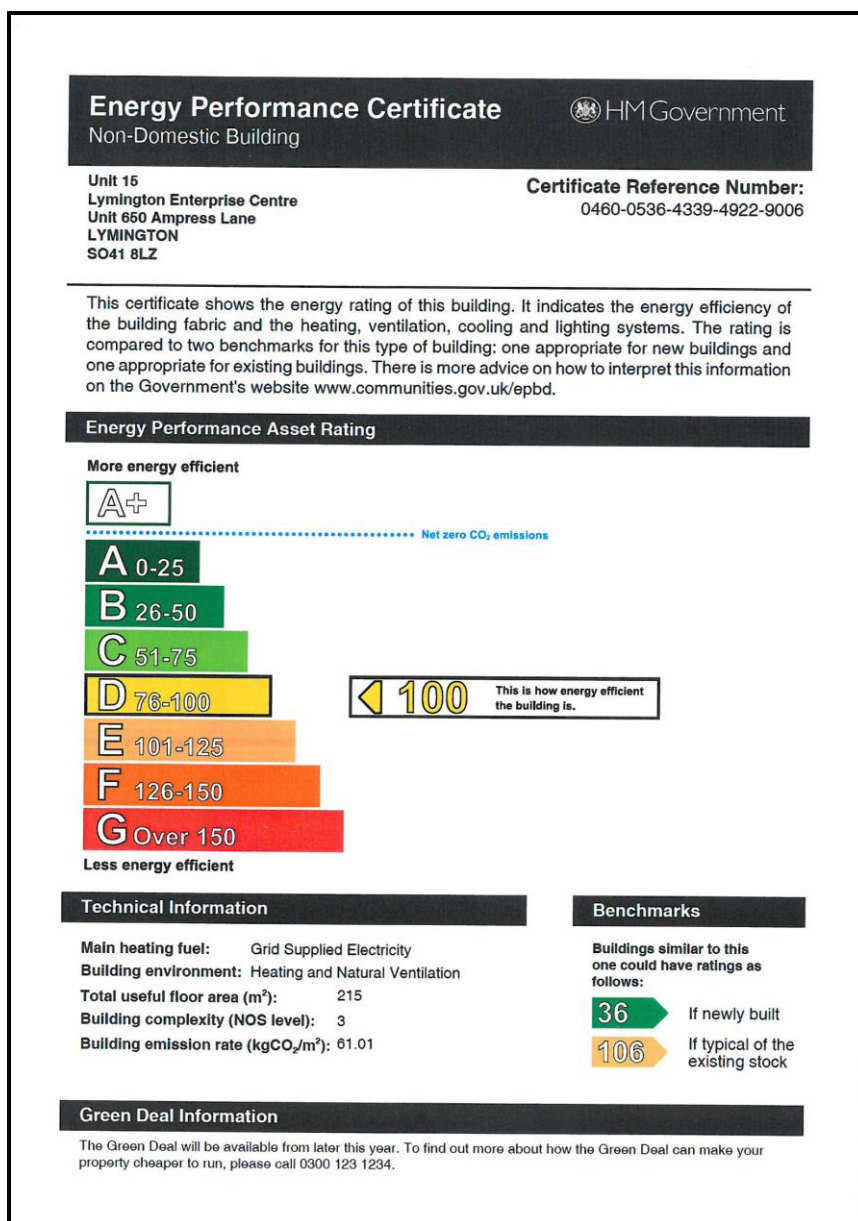 Energy Performance Certificate
Non-Domestic Building
HM Government
Unit 15
Lymington Enterprise Centre
Unit 650 Ampress Lane
LYMINGTON
SO41 8LZ
Certificate Reference Number:
0460-0536-4339-4922-9006
This certificate shows the energy rating of this building. It indicates the energy efficiency of
the building fabric and the heating, ventilation, cooling and lighting systems. The rating is
compared to two benchmarks for this type of building: one appropriate for new buildings and
one appropriate for existing buildings. There is more advice on how to interpret this information
on the Government's website www.communities.gov.uk/epbd.
Energy Performance Asset Rating
More energy efficient
A+
Net zero CO₂ emissions
A 0-25
B 26-50
C 51-75
D 76-100
100
This is how energy efficient
the building is.
E 101-125
F 126-150
G Over 150
Less energy efficient
Technical Information
Main heating fuel: Grid Supplied Electricity
Building environment: Heating and Natural Ventilation
Total useful floor area (m²): 215
Building complexity (NOS level): 3
Building emission rate (kgCO₂/m²): 61.01
Benchmarks
Buildings similar to this
one could have ratings as
follows:
36 If newly built
106 If typical of the
existing stock
Green Deal Information
The Green Deal will be available from later this year. To find out more about how the Green Deal can make your
property cheaper to run, please call 0300 123 1234.